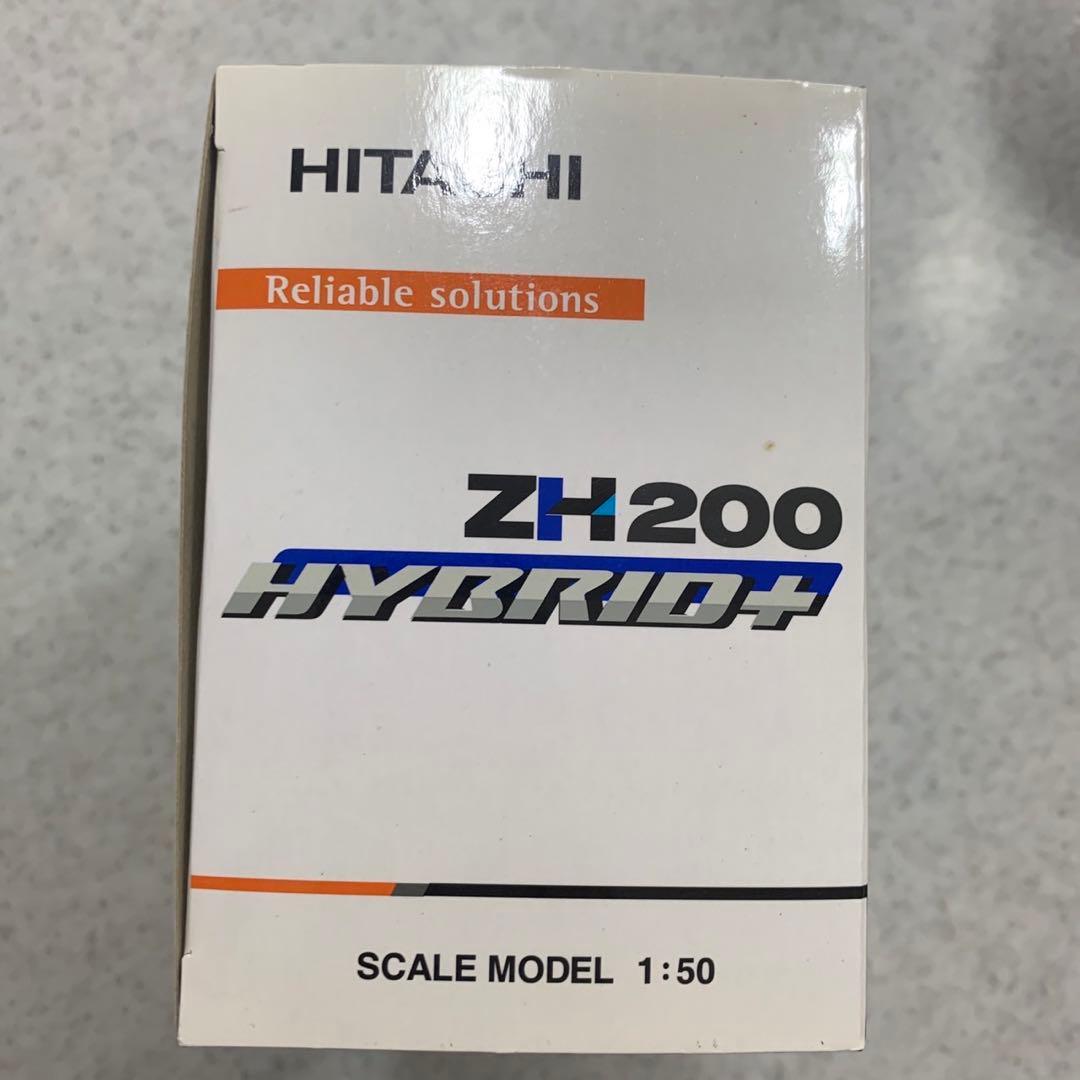 HITACHI
Reliable solutions
ZH200
HYBRID+
SCALE MODEL 1:50